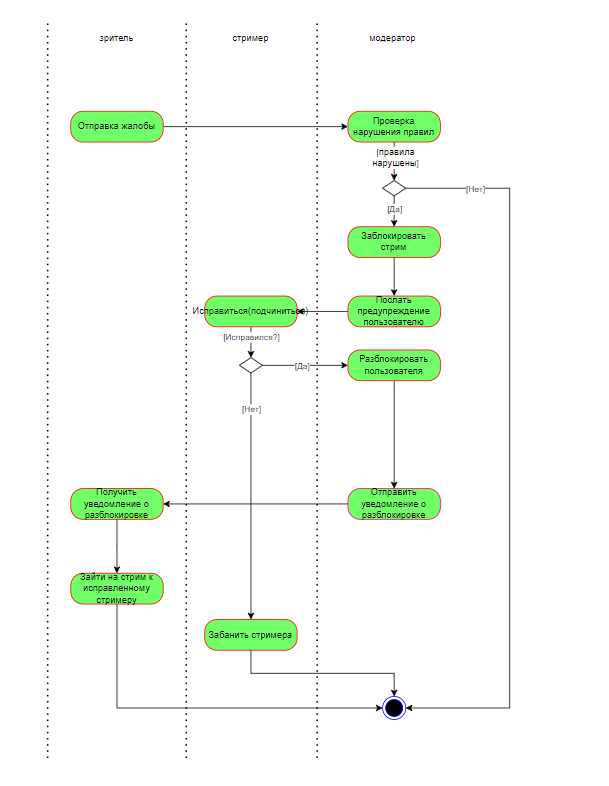 зритель
стример
модератор
Отправка жалобы
Проверка
нарушения правил
[правила
нарушены]
[Нет]
[Да]
Заблокировать
стрим
Исправиться(подчиниться)
Послать
предупреждение
пользователю
[Исправился?]
[Да]
Разблокировать
пользователя
[Нет]
Получить
уведомление о
разблокировке
Отправить
уведомление о
разблокировке
Зайти на стрим к
исправленному
стримеру
Забанить стримера